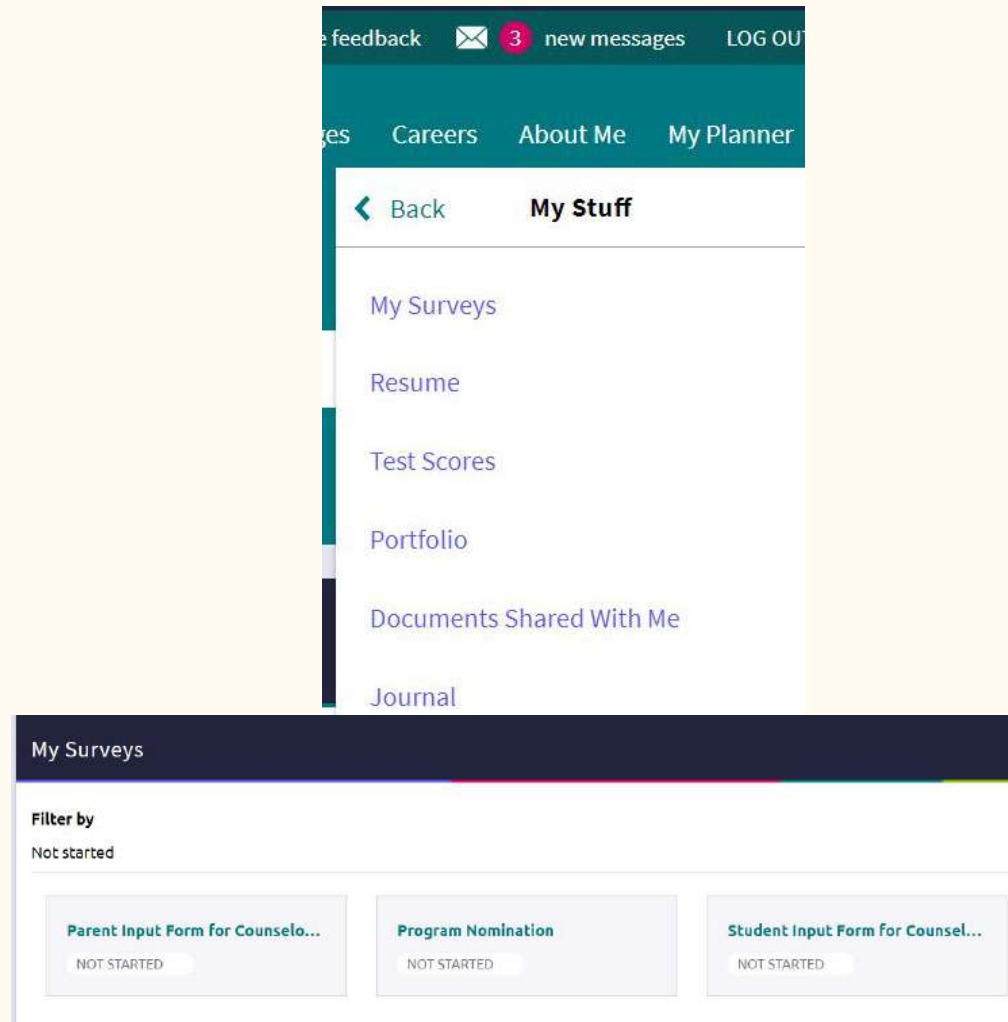 feedback 3 new messages LOG OU
Careers About Me My Planner
Back My Stuff
My Surveys
Resume
Test Scores
Portfolio
Documents Shared With Me
Journal
My Surveys
Filter by
Not started
Parent Input Form for Counselo... Program Nomination Student Input Form for Counsel...
NOT STARTED NOT STARTED NOT STARTED